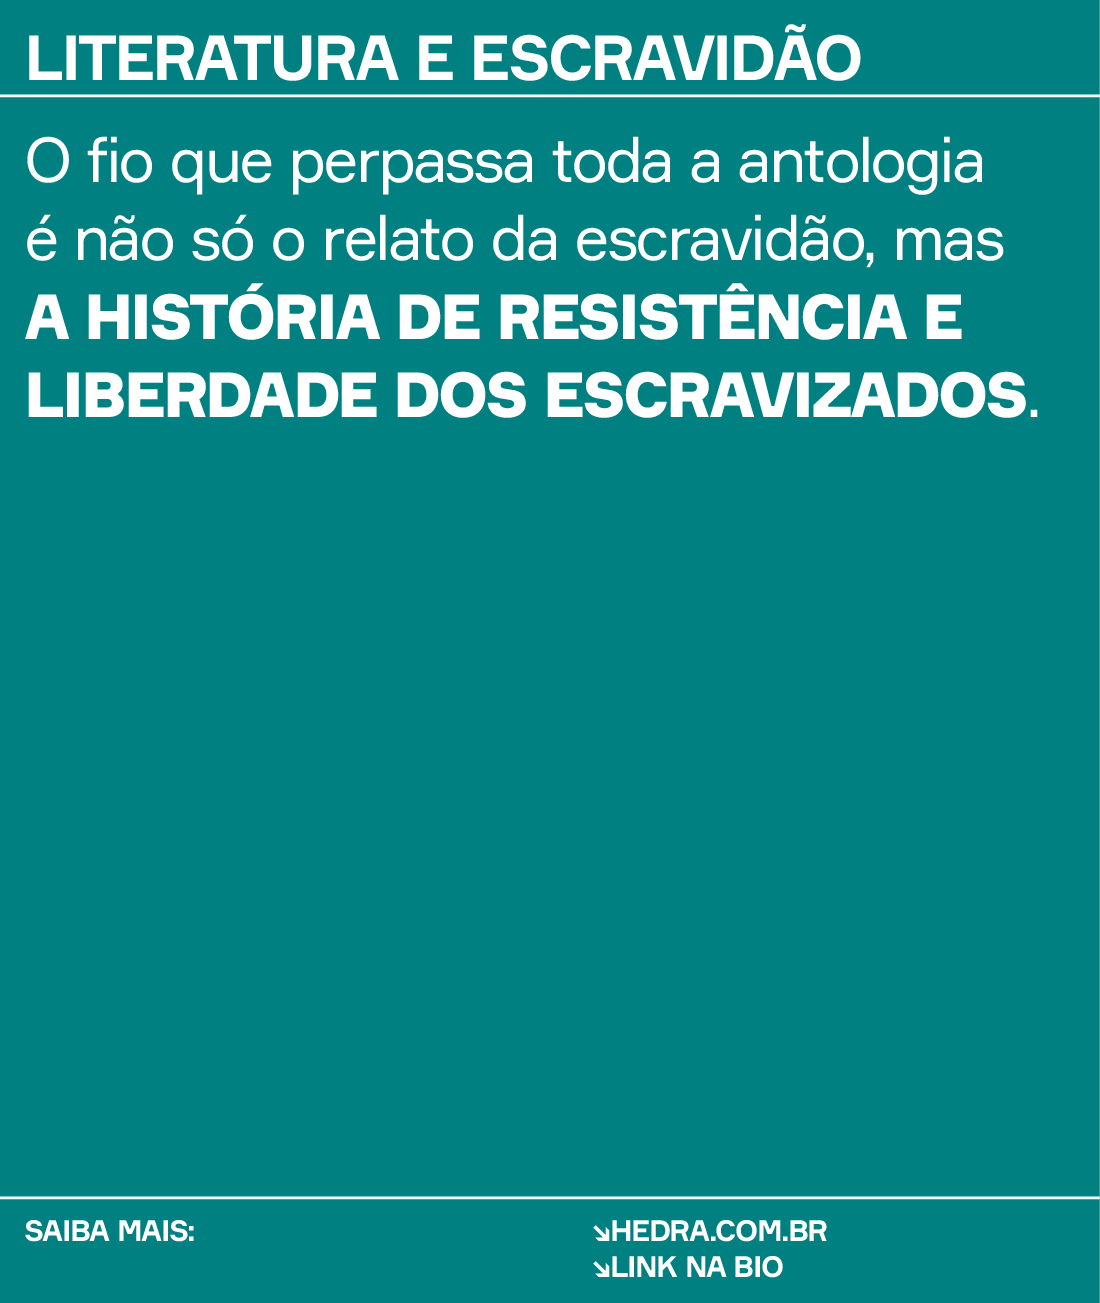 LITERATURA E ESCRAVIDÃO
O fio que perpassa toda a antologia
é não só o relato da escravidão, mas
A HISTÓRIA DE RESISTÊNCIA E
LIBERDADE DOS ESCRAVIZADOS.
SAIBA MAIS:
↘HEDRA.COM.BR
↘LINK NA BIO